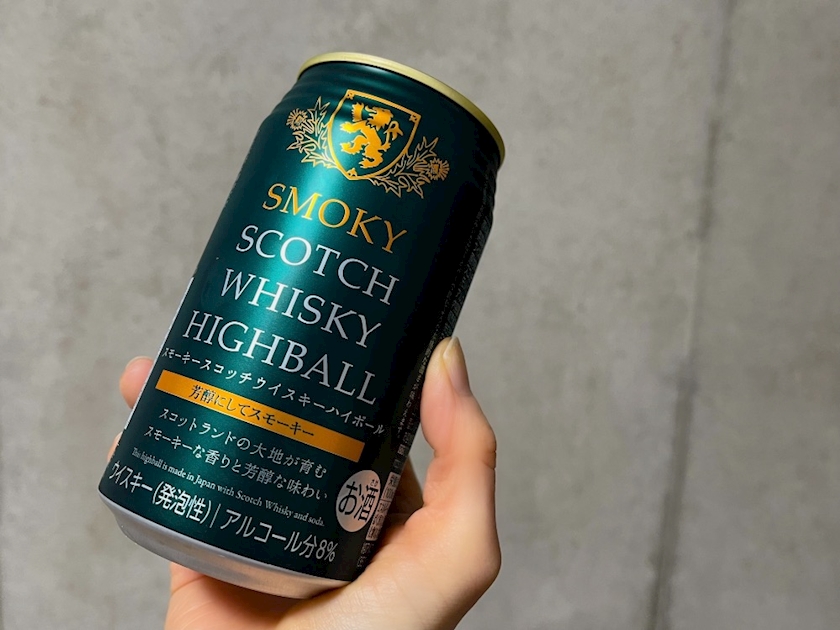 SMOKY
SCOTCH
WHISKY
HIGHBALL
スモーキースコッチウイスキーハイボール
芳醇にしてスモーキー
スコットランドの大地が育む
スモーキーな香りと芳醇な味わい
This highball is made in Japan with Scotch Whisky and soda.
ウイスキー(発泡性)|アルコール分8%
お酒